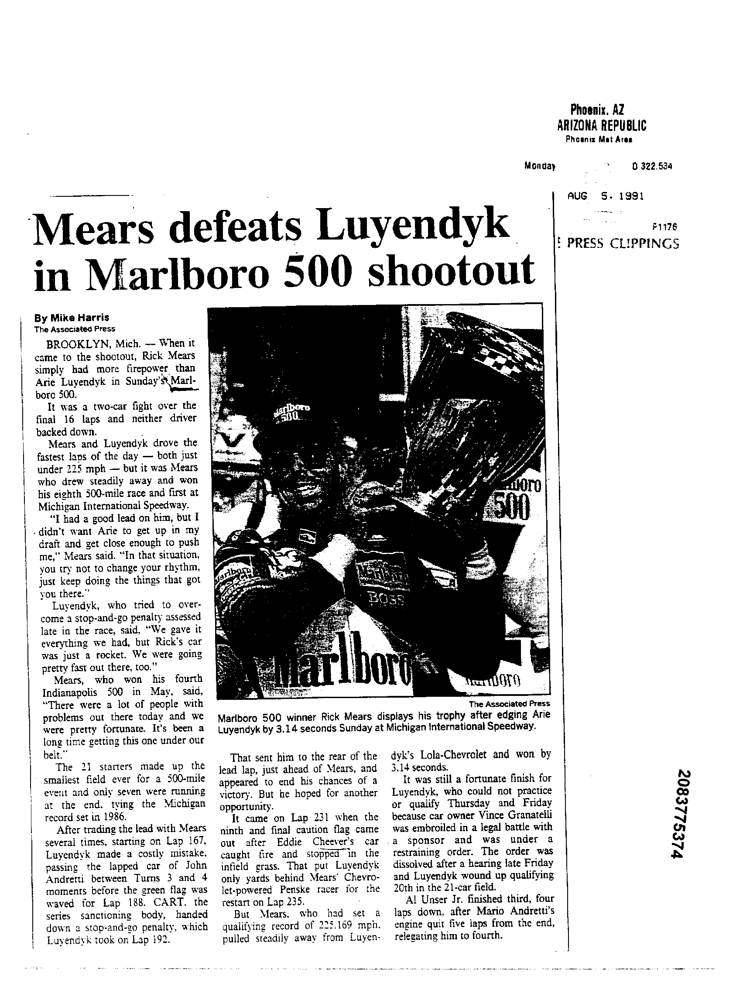 Phoenix, AZ
ARIZONA REPUBLIC
Phoenix Met Area
Monday D 322.534
AUG 5. 1991
P1176
PRESS CLIPPINGS
Mears defeats Luyendyk
in Marlboro 500 shootout
By Mike Harris
The Associated Press
BROOKLYN, Mich. — When it
came to the shootout, Rick Mears
simply had more firepower than
Arie Luyendyk in Sunday's Marl-
boro 500.
It was a two-car fight over the
final 16 laps and neither driver
backed down.
Mears and Luyendyk drove the
fastest laps of the day — both just
under 225 mph — but it was Mears
who drew steadily away and won
his eighth 500-mile race and first at
Michigan International Speedway.
"I had a good lead on him, but I
didn't want Arie to get up in my
draft and get close enough to push
me," Mears said. "In that situation,
you try not to change your rhythm,
just keep doing the things that got
you there."
Luyendyk, who tried to over-
come a stop-and-go penalty assessed
late in the race, said, "We gave it
everything we had, but Rick's car
was just a rocket. We were going
pretty fast out there, too."
Mears, who won his fourth
Indianapolis 500 in May, said,
"There were a lot of people with
problems out there today and we
were pretty fortunate. It's been a
long time getting this one under our
belt."
The 21 starters made up the
smallest field ever for a 500-mile
event and only seven were running
at the end, tying the Michigan
record set in 1986.
After trading the lead with Mears
several times, starting on Lap 167,
Luyendyk made a costly mistake,
passing the lapped car of John
Andretti between Turns 3 and 4
moments before the green flag was
waved for Lap 188. CART, the
series sanctioning body, handed
down a stop-and-go penalty, which
Luyendyk took on Lap 192.
Marlboro
500
V
Marlboro
500
Marlboro
Marlboro
BOSS
Marlboro
Marlboro
The Associated Press
Marlboro 500 winner Rick Mears displays his trophy after edging Arie
Luyendyk by 3.14 seconds Sunday at Michigan International Speedway.
That sent him to the rear of the
lead lap, just ahead of Mears, and
appeared to end his chances of a
victory. But he hoped for another
opportunity.
It came on Lap 231 when the
ninth and final caution flag came
out after Eddie Cheever's car
caught fire and stopped in the
infield grass. That put Luyendyk
only yards behind Mears' Chevro-
let-powered Penske racer for the
restart on Lap 235.
But Mears, who had set a
qualifying record of 225.169 mph,
pulled steadily away from Luyen-
dyk's Lola-Chevrolet and won by
3.14 seconds.
It was still a fortunate finish for
Luyendyk, who could not practice
or qualify Thursday and Friday
because car owner Vince Granatelli
was embroiled in a legal battle with
a sponsor and was under a
restraining order. The order was
dissolved after a hearing late Friday
and Luyendyk wound up qualifying
20th in the 21-car field.
Al Unser Jr. finished third, four
laps down, after Mario Andretti's
engine quit five laps from the end,
relegating him to fourth.
2083775374